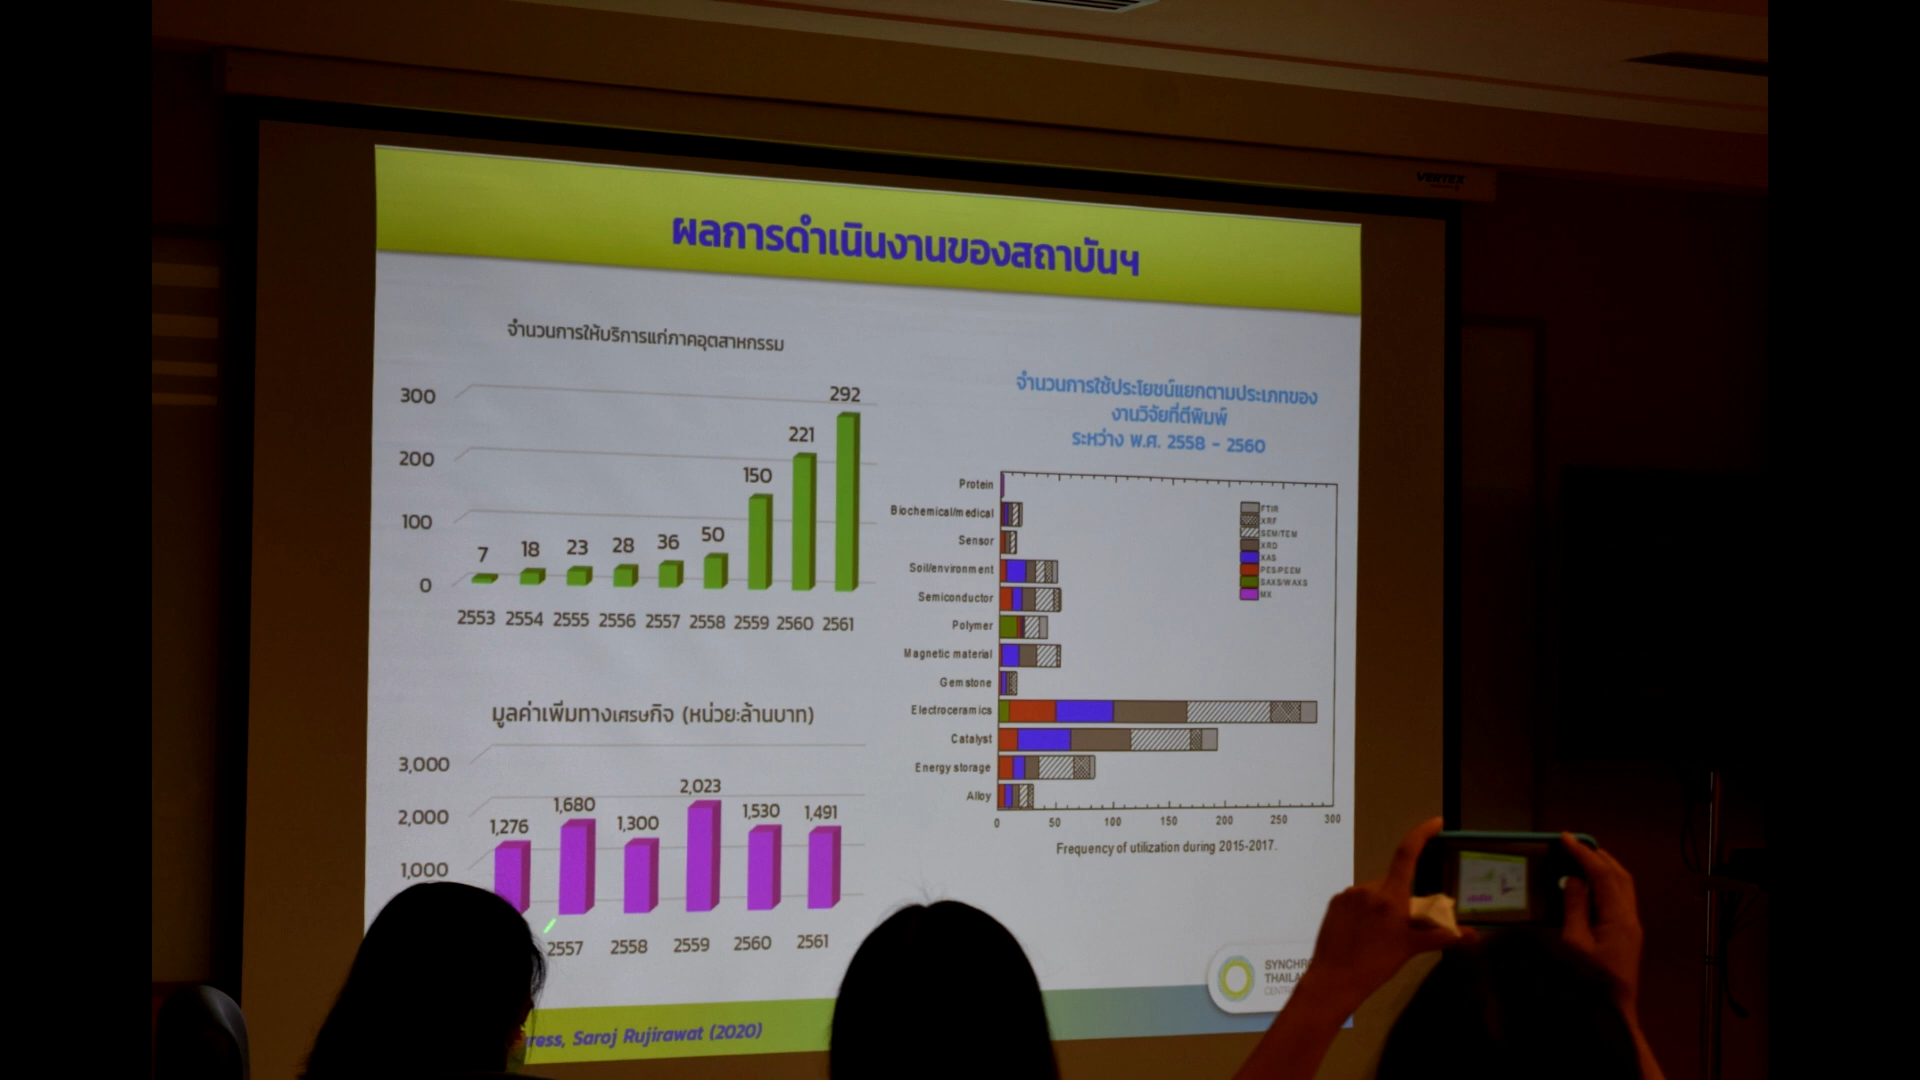 VERTEX
ผลการดำเนินงานของสถาบันฯ
จำนวนการให้บริการแก่ภาคอุตสาหกรรม
300
200
100
0
7
18
23
28
36
50
150
221
292
2553 2554 2555 2556 2557 2558 2559 2560 2561
มูลค่าเพิ่มทางเศรษฐกิจ (หน่วย:ล้านบาท)
3,000
2,000
1,000
1,276
1,680
1,300
2,023
1,530
1,491
2557 2558 2559 2560 2561
จำนวนการใช้ประโยชน์แยกตามประเภทของ
งานวิจัยที่ตีพิมพ์
ระหว่าง พ.ศ. 2558 - 2560
Protein
Biochemical/medical
Sensor
Soil/environment
Semiconductor
Polymer
Magnetic material
Gemstone
Electroceramics
Catalyst
Energy storage
Alloy
FTIR
XRF
SEM/TEM
XRD
XAS
PES/PEEM
SAXS/WAXS
MX
0 50 100 150 200 250 300
Frequency of utilization during 2015-2017.
Saroj Rujirawat (2020)